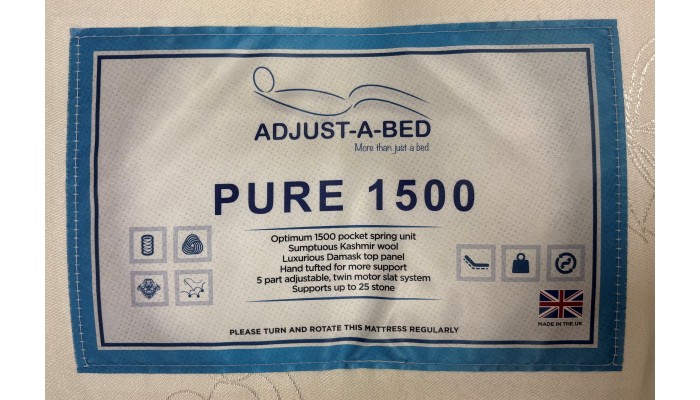 ADJUST-A-BED
More than just a bed
PURE 1500
Optimum 1500 pocket spring unit
Sumptuous Kashmir wool
Luxurious Damask top panel
Hand tufted for more support
5 part adjustable, twin motor slat system
Supports up to 25 stone
MADE IN THE UK
PLEASE TURN AND ROTATE THIS MATTRESS REGULARLY